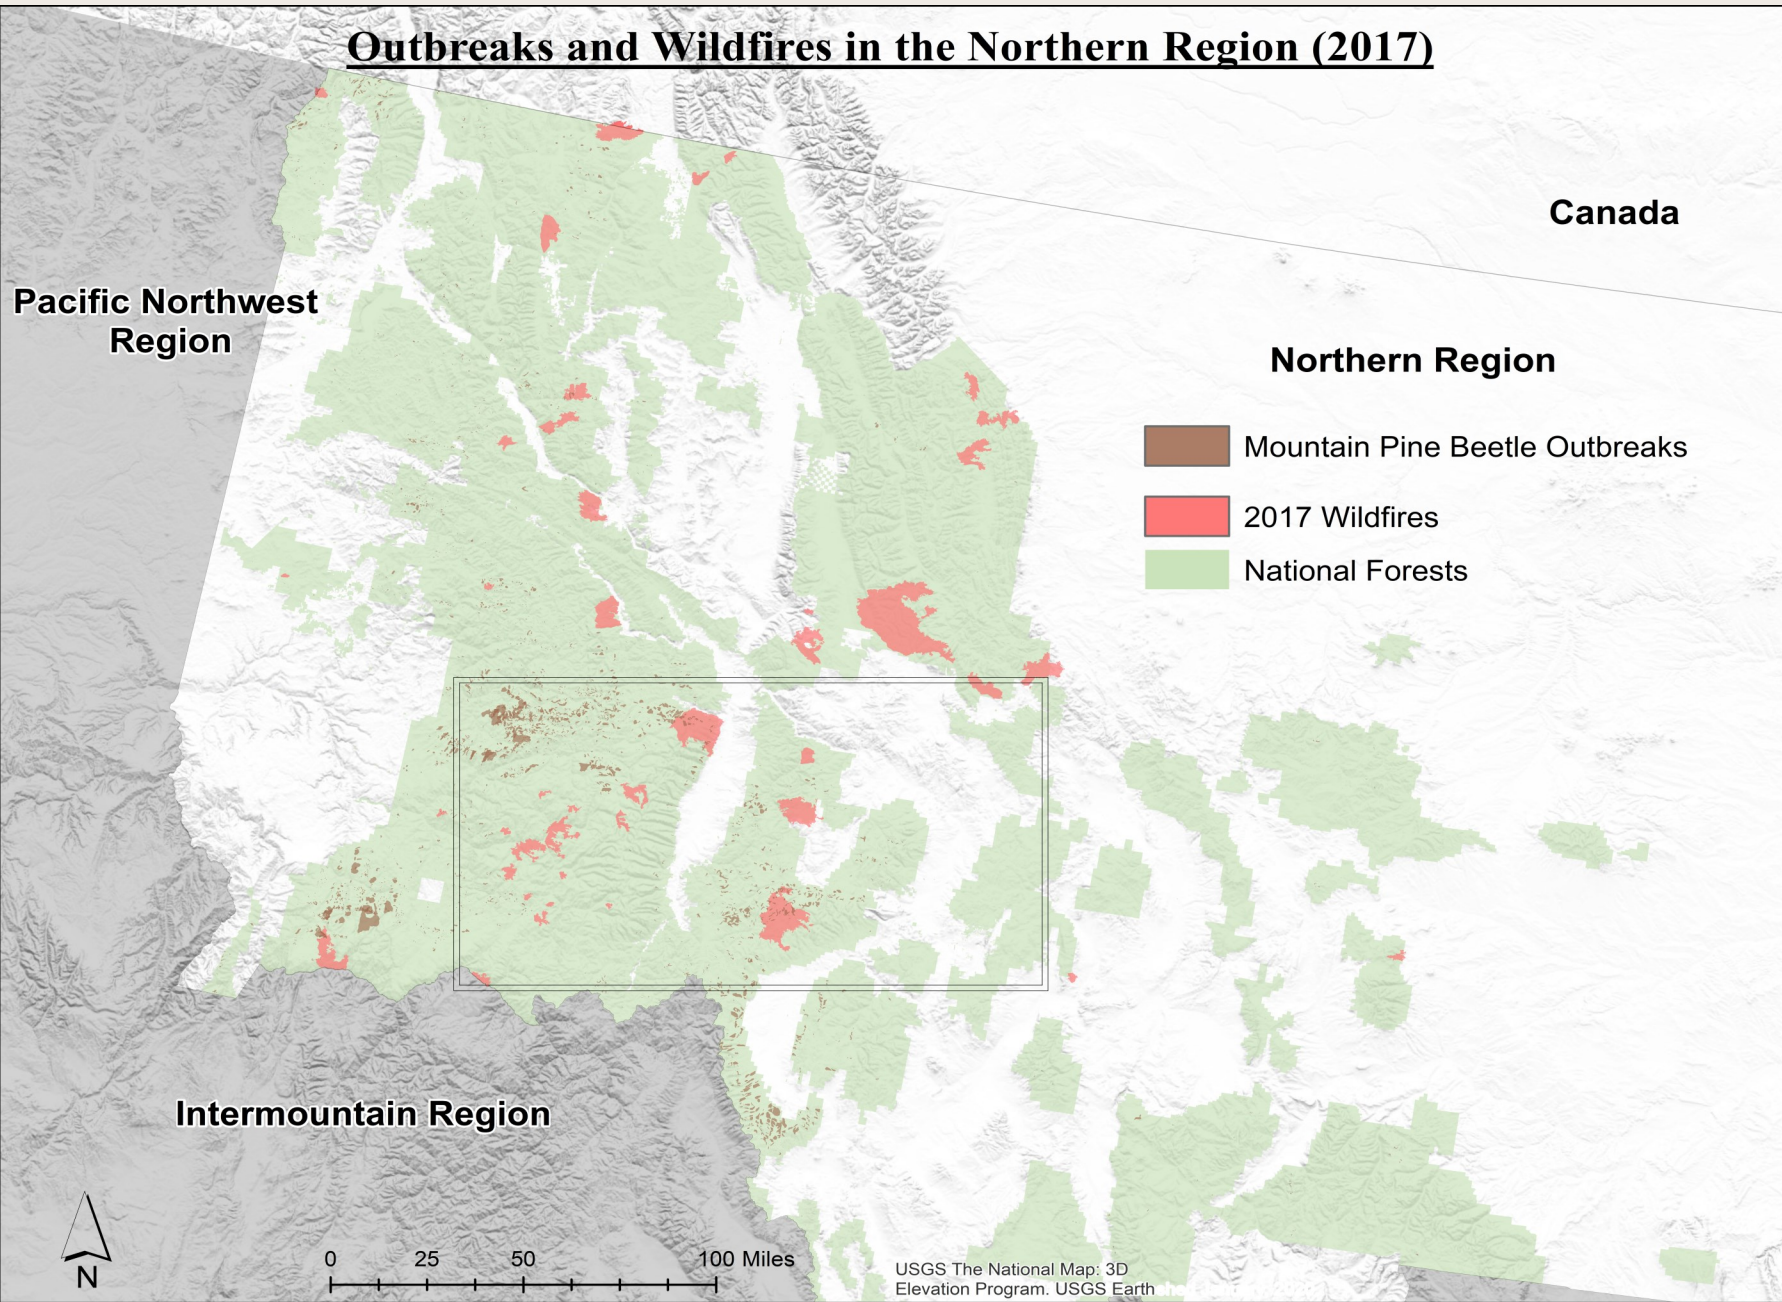 Outbreaks and Wildfires in the Northern Region (2017)
Canada
Pacific Northwest
Region
Northern Region
Mountain Pine Beetle Outbreaks
2017 Wildfires
National Forests
Intermountain Region
N
0 25 50 100 Miles
USGS The National Map: 3D
Elevation Program. USGS Earth